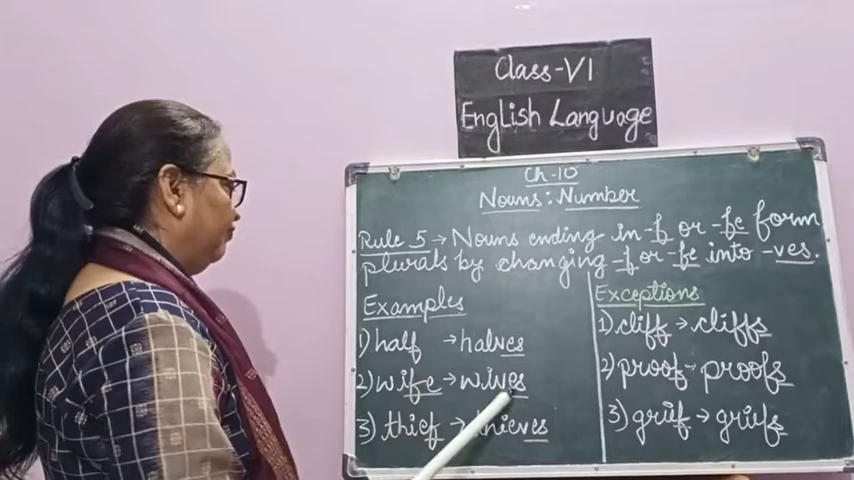 Class-VI
English Language
Ch-10
Nouns: Number
Rule 5 → Nouns ending in -f or -fe form
plurals by changing -f or -fe into -ves.
Examples
1) half → halves
2) wife → wives
3) thief → thieves
Exceptions
1) cliff → cliffs
2) proof → proofs
3) grief → griefs